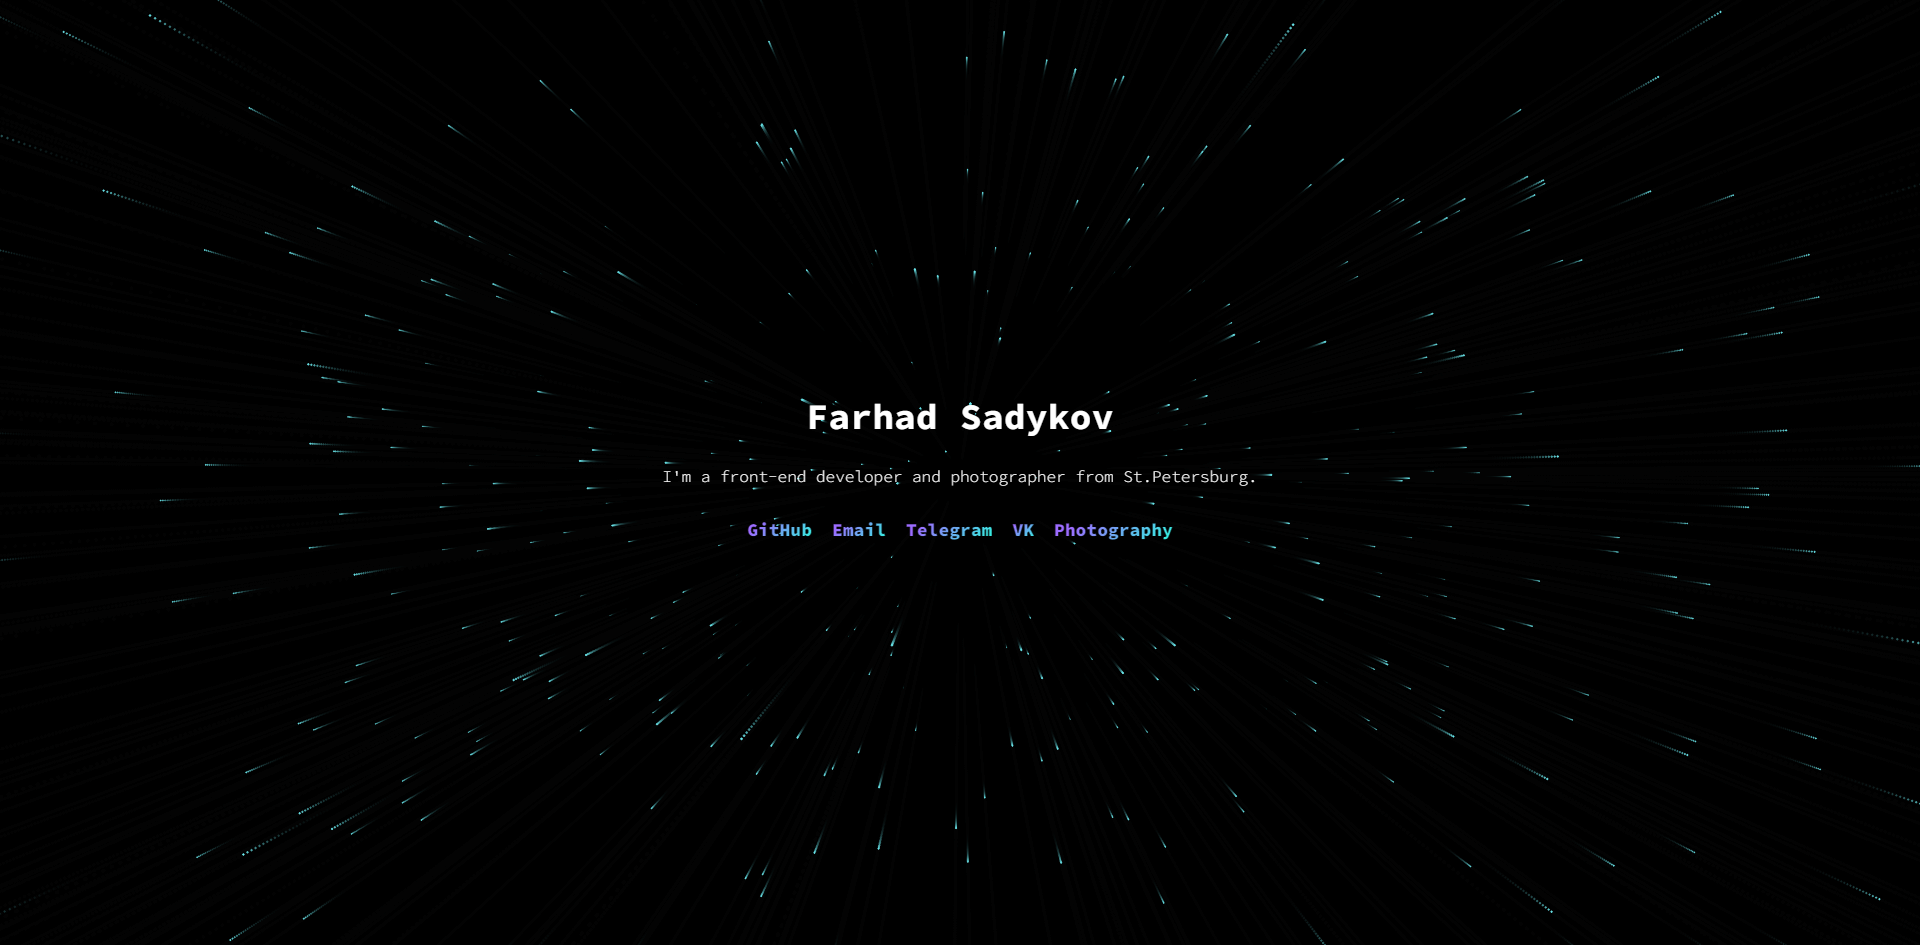 Farhad Sadykov
I'm a front-end developer and photographer from St.Petersburg.
GitHub Email Telegram VK Photography